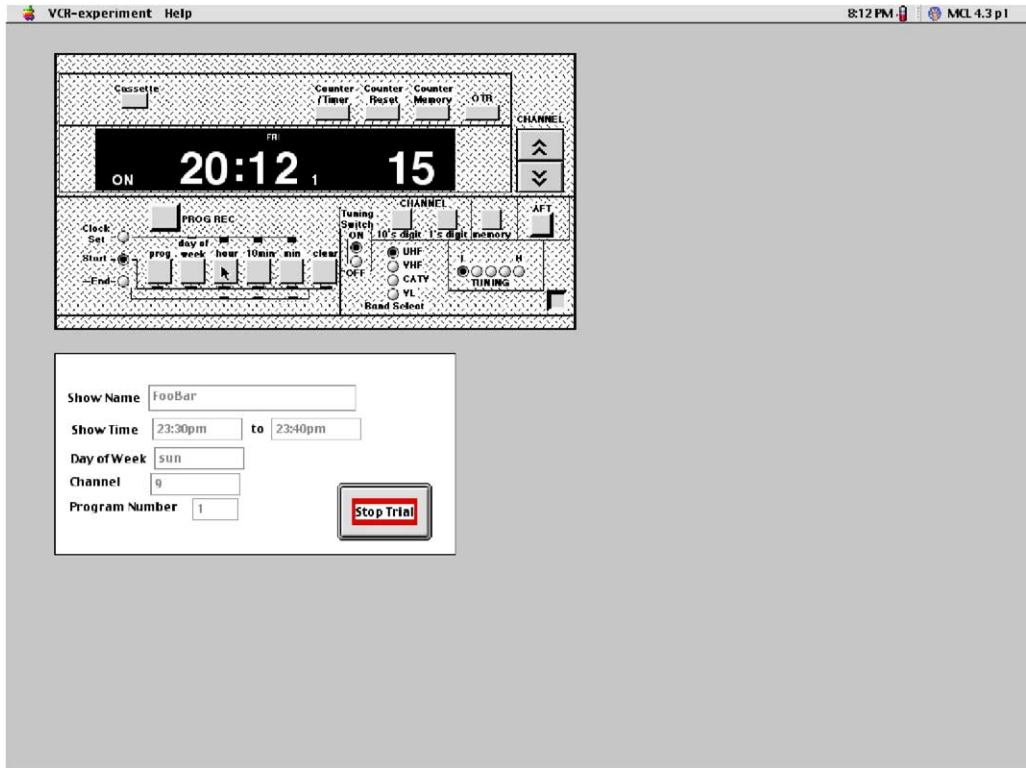 VCR-experiment Help 8:12 PM MCL 4.3 p1
Cassette
Counter /Timer
Counter Reset
Counter Memory
OTR
CHANNEL
FRI
ON 20:12 1 15
PROG REC
Clock Set
Start
End
prog
day of week
hour
10min
min
clear
Tuning Switch
ON
OFF
CHANNEL
10's digit 1's digit memory
AFT
UHF
VHF
CATV
VL
Band Select
L H
TUNING
Show Name FooBar
Show Time 23:30pm to 23:40pm
Day of Week sun
Channel 9
Program Number 1
Stop Trial